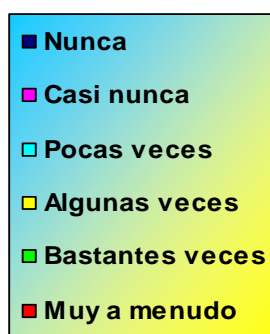 Nunca
Casi nunca
Pocas veces
Algunas veces
Bastantes veces
Muy a menudo